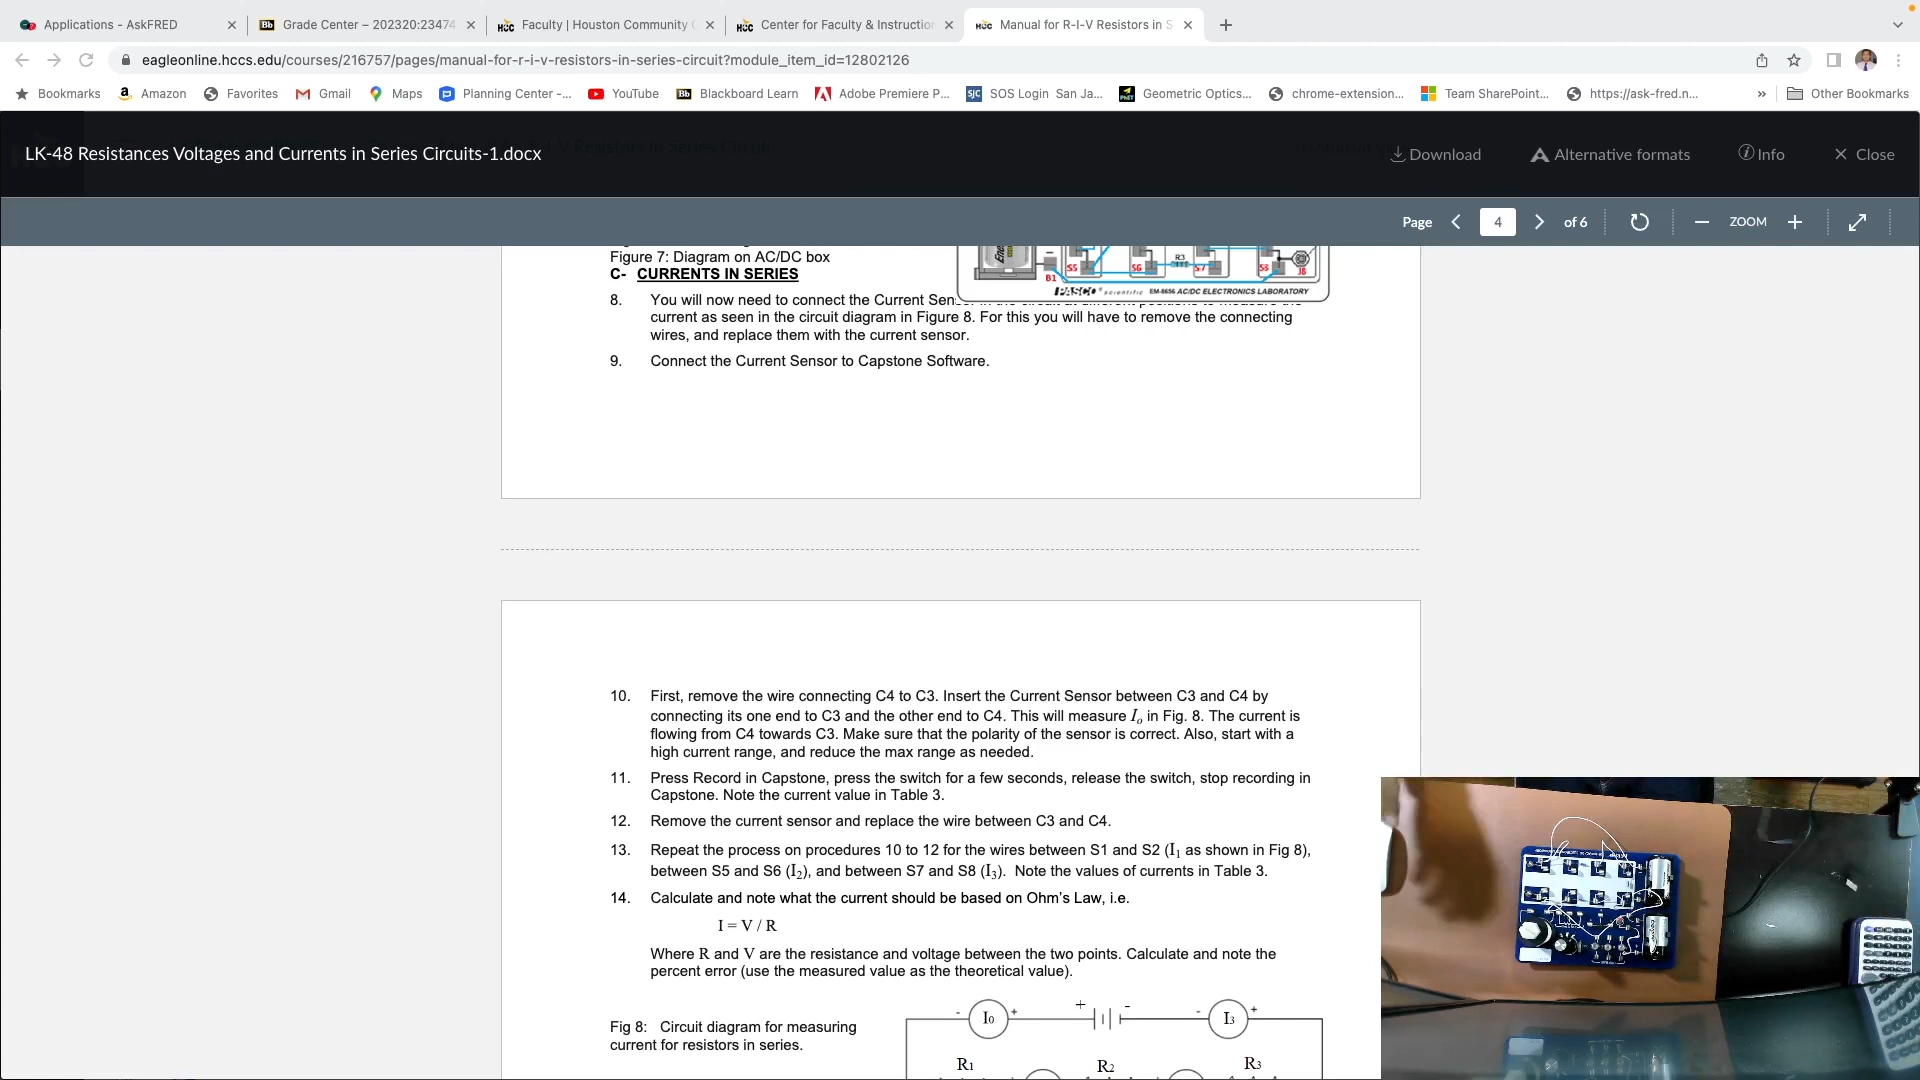 Applications - AskFRED
Grade Center – 202320:23474
Faculty | Houston Community
Center for Faculty & Instruction
Manual for R-I-V Resistors in S
eagleonline.hccs.edu/courses/216757/pages/manual-for-r-i-v-resistors-in-series-circuit?module_item_id=12802126
Bookmarks
Amazon
Favorites
Gmail
Maps
Planning Center -...
YouTube
Blackboard Learn
Adobe Premiere P...
SOS Login San Ja...
Geometric Optics...
chrome-extension...
Team SharePoint...
https://ask-fred.n...
»
Other Bookmarks
LK-48 Resistances Voltages and Currents in Series Circuits-1.docx
Download
Alternative formats
Info
Close
Page 4 of 6
ZOOM
Figure 7: Diagram on AC/DC box
S5 S6 R3 S7 S8 J8
B1
PASCO scientific EM-8656 AC/DC ELECTRONICS LABORATORY
C- CURRENTS IN SERIES
8. You will now need to connect the Current Sen
current as seen in the circuit diagram in Figure 8. For this you will have to remove the connecting
wires, and replace them with the current sensor.
9. Connect the Current Sensor to Capstone Software.
10. First, remove the wire connecting C4 to C3. Insert the Current Sensor between C3 and C4 by
connecting its one end to C3 and the other end to C4. This will measure Iₒ in Fig. 8. The current is
flowing from C4 towards C3. Make sure that the polarity of the sensor is correct. Also, start with a
high current range, and reduce the max range as needed.
11. Press Record in Capstone, press the switch for a few seconds, release the switch, stop recording in
Capstone. Note the current value in Table 3.
12. Remove the current sensor and replace the wire between C3 and C4.
13. Repeat the process on procedures 10 to 12 for the wires between S1 and S2 (I₁ as shown in Fig 8),
between S5 and S6 (I₂), and between S7 and S8 (I₃). Note the values of currents in Table 3.
14. Calculate and note what the current should be based on Ohm's Law, i.e.
I = V / R
Where R and V are the resistance and voltage between the two points. Calculate and note the
percent error (use the measured value as the theoretical value).
Fig 8: Circuit diagram for measuring
current for resistors in series.
- I₀ + + - - I₃ +
R₁ R₂ R₃